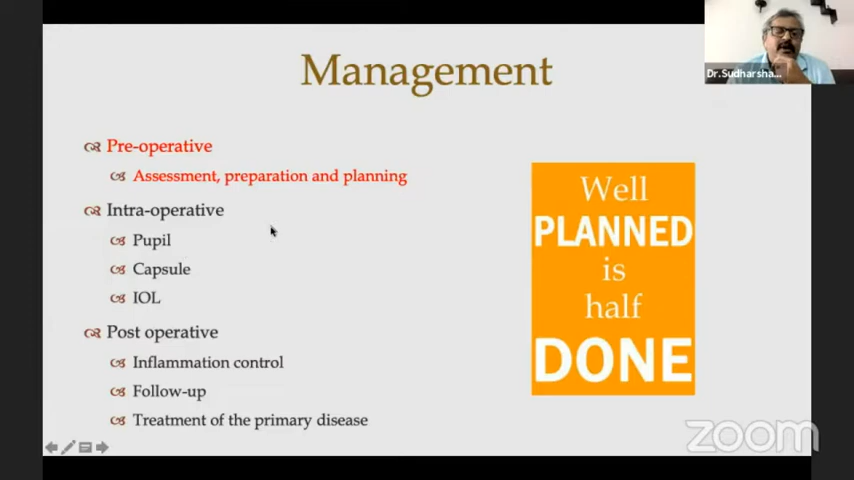 Management
Dr.Sudharsha...
Pre-operative
Assessment, preparation and planning
Intra-operative
Pupil
Capsule
IOL
Post operative
Inflammation control
Follow-up
Treatment of the primary disease
Well
PLANNED
is
half
DONE
zoom